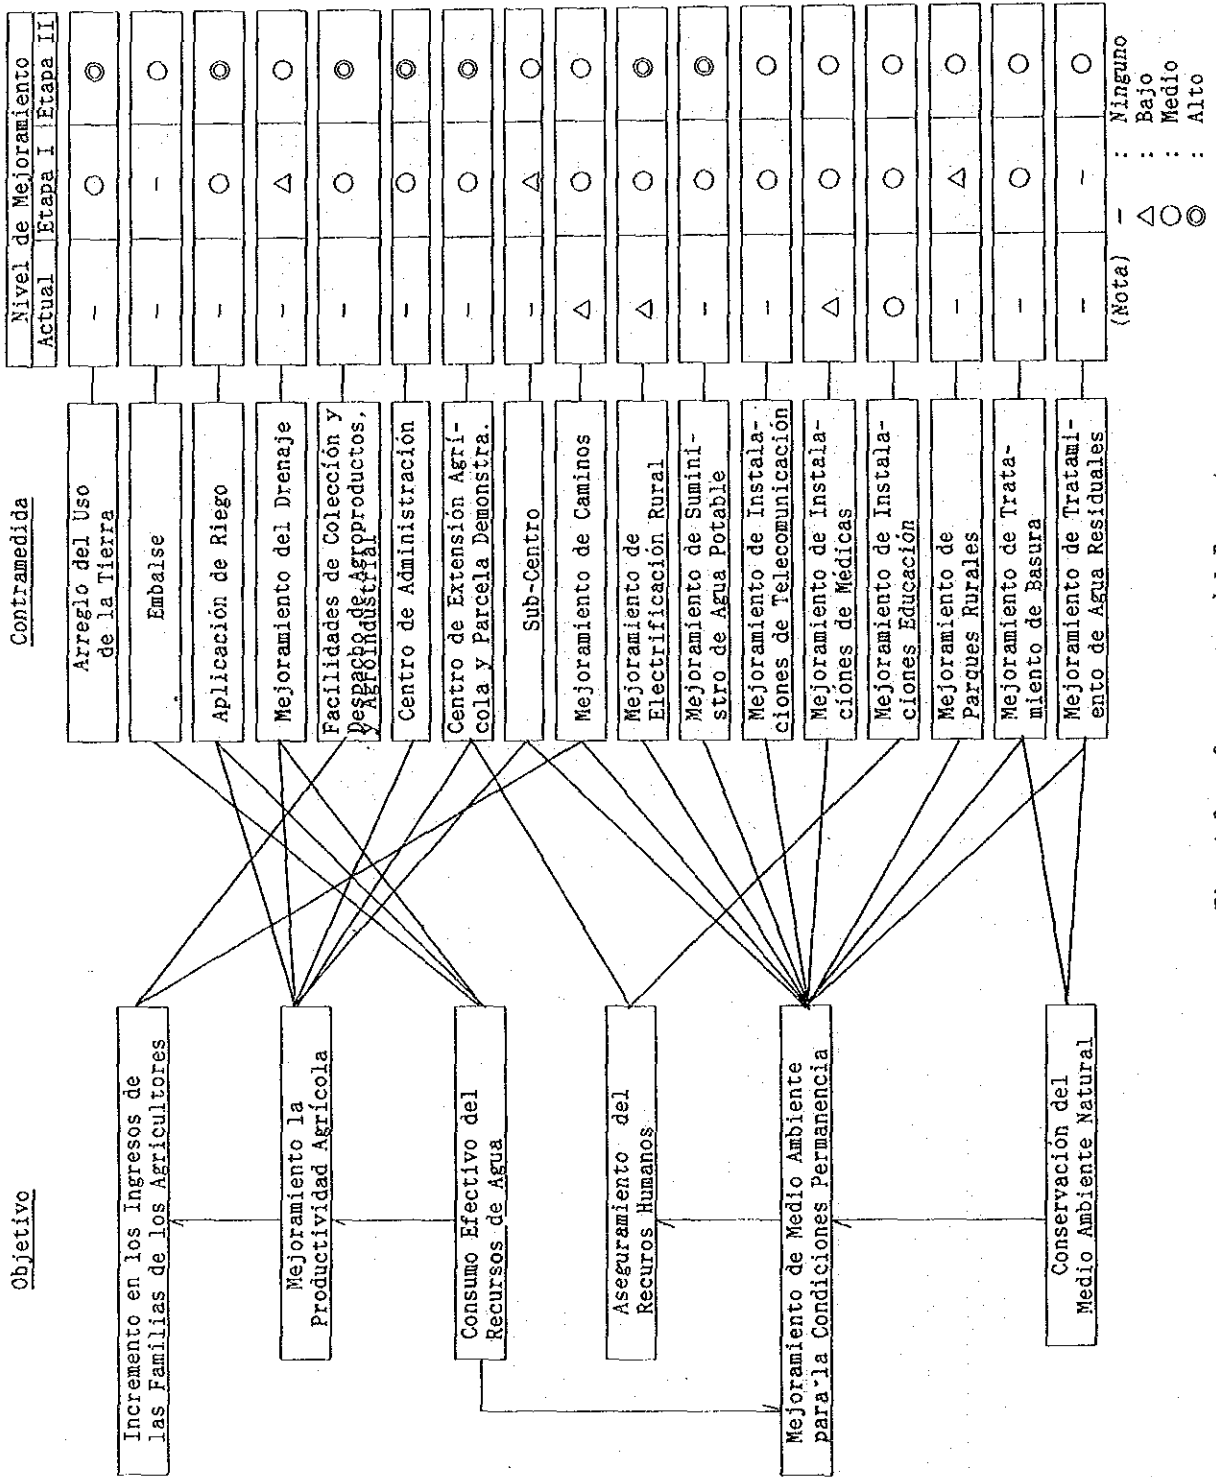 Objetivo
Incremento en los Ingresos de
las Familias de los Agricultores
Mejoramiento la
Productividad Agrícola
Consumo Efectivo del
Recursos de Agua
Aseguramiento del
Recuros Humanos
Mejoramiento de Medio Ambiente
para la Condiciones Permanencia
Conservación del
Medio Ambiente Natural
Contramedida
Arreglo del Uso
de la Tierra
Embalse
Aplicación de Riego
Mejoramiento del Drenaje
Facilidades de Colección y
Despacho de Agroproductos,
y Agroindustrial
Centro de Administración
Centro de Extensión Agrí-
cola y Parcela Demonstra.
Sub-Centro
Mejoramiento de Caminos
Mejoramiento de
Electrificación Rural
Mejoramiento de Sumini-
stro de Agua Potable
Mejoramiento de Instala-
ciones de Telecomunicación
Mejoramiento de Instala-
ciónes de Médicas
Mejoramiento de Instala-
ciones Educación
Mejoramiento de
Parques Rurales
Mejoramiento de Trata-
miento de Basura
Mejoramiento de Tratami-
ento de Agua Residuales
Nivel de Mejoramiento
Actual Etapa I Etapa II
- ○ ◎
- - ○
- ○ ◎
- △ ○
- ○ ◎
- ○ ◎
- ○ ◎
- △ ○
△ ○ ○
△ ○ ◎
- ○ ◎
- ○ ○
△ ○ ○
○ ○ ○
- △ ○
- ○ ○
- - ○
(Nota) - : Ninguno
△ : Bajo
○ : Medio
◎ : Alto